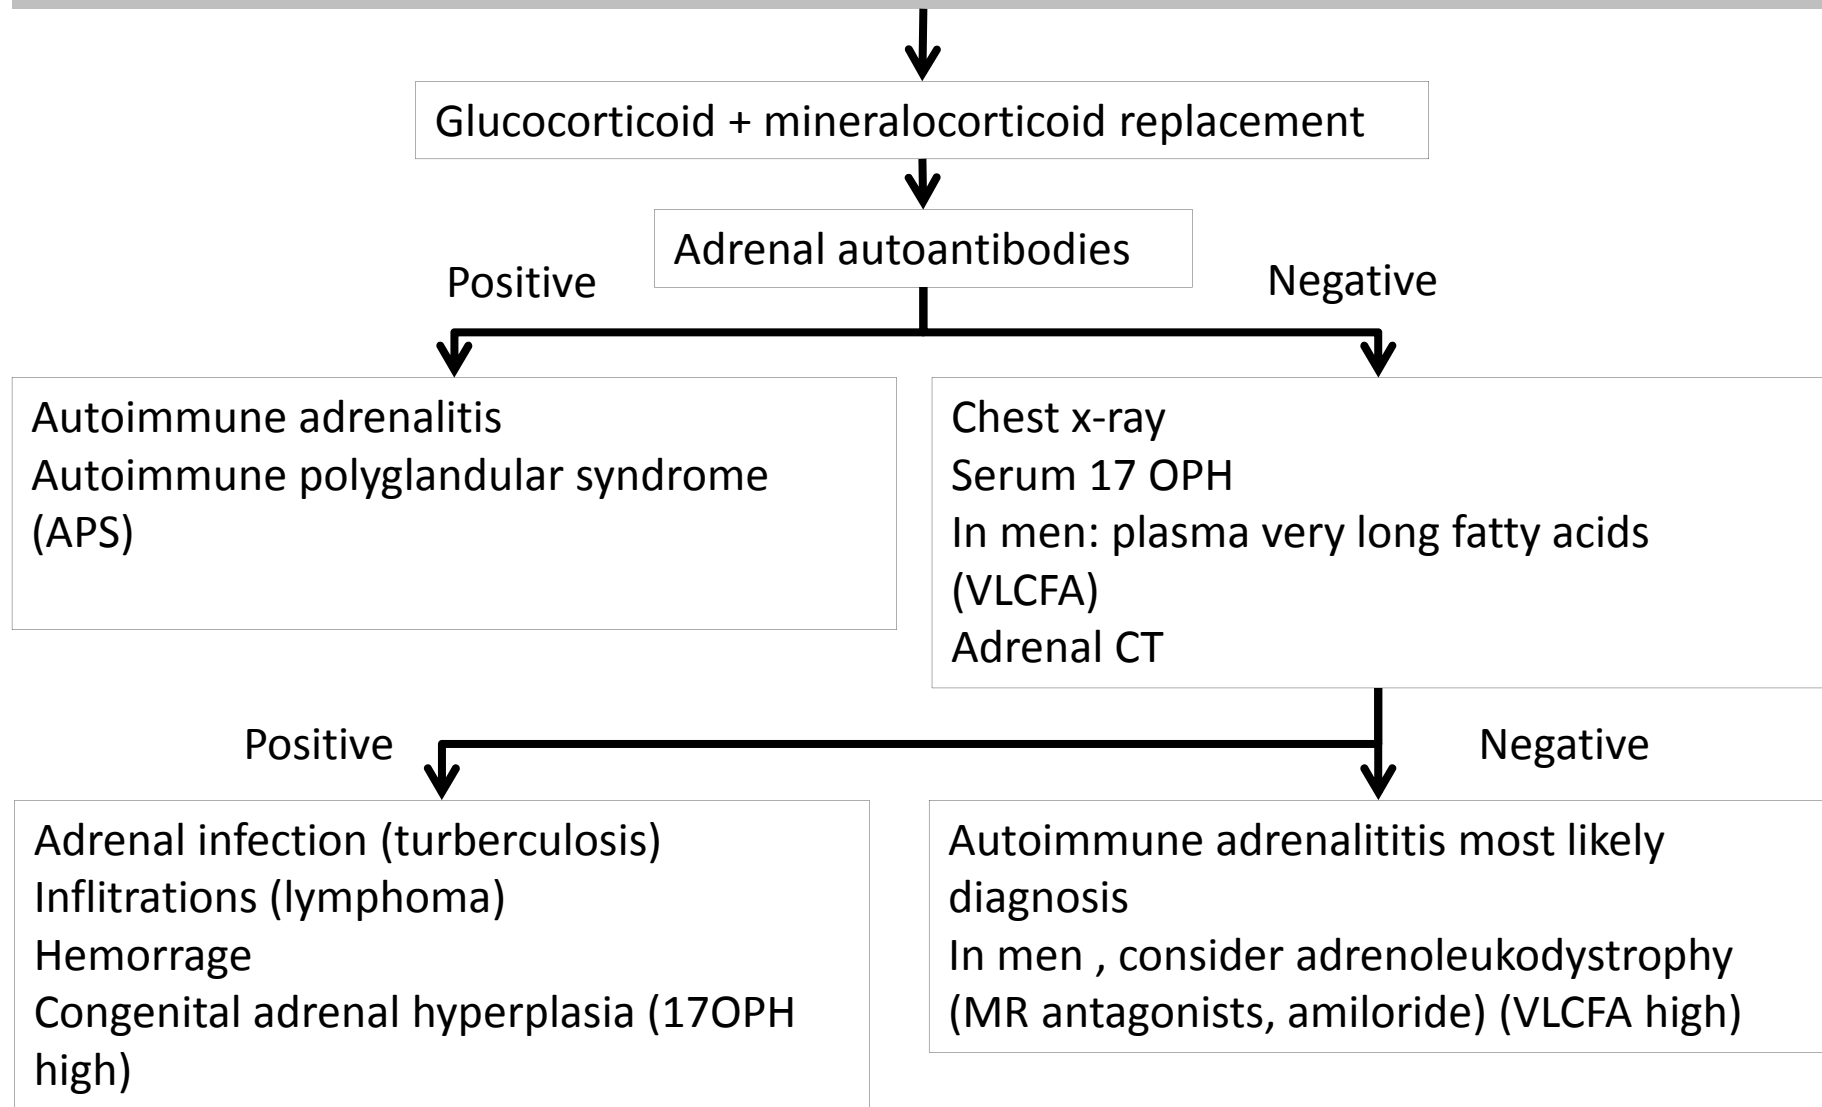 Glucocorticoid + mineralocorticoid replacement
Adrenal autoantibodies
Positive
Negative
Autoimmune adrenalitis
Autoimmune polyglandular syndrome
(APS)
Chest x-ray
Serum 17 OPH
In men: plasma very long fatty acids
(VLCFA)
Adrenal CT
Positive
Negative
Adrenal infection (turberculosis)
Inflitrations (lymphoma)
Hemorrage
Congenital adrenal hyperplasia (17OPH
high)
Autoimmune adrenalititis most likely
diagnosis
In men , consider adrenoleukodystrophy
(MR antagonists, amiloride) (VLCFA high)